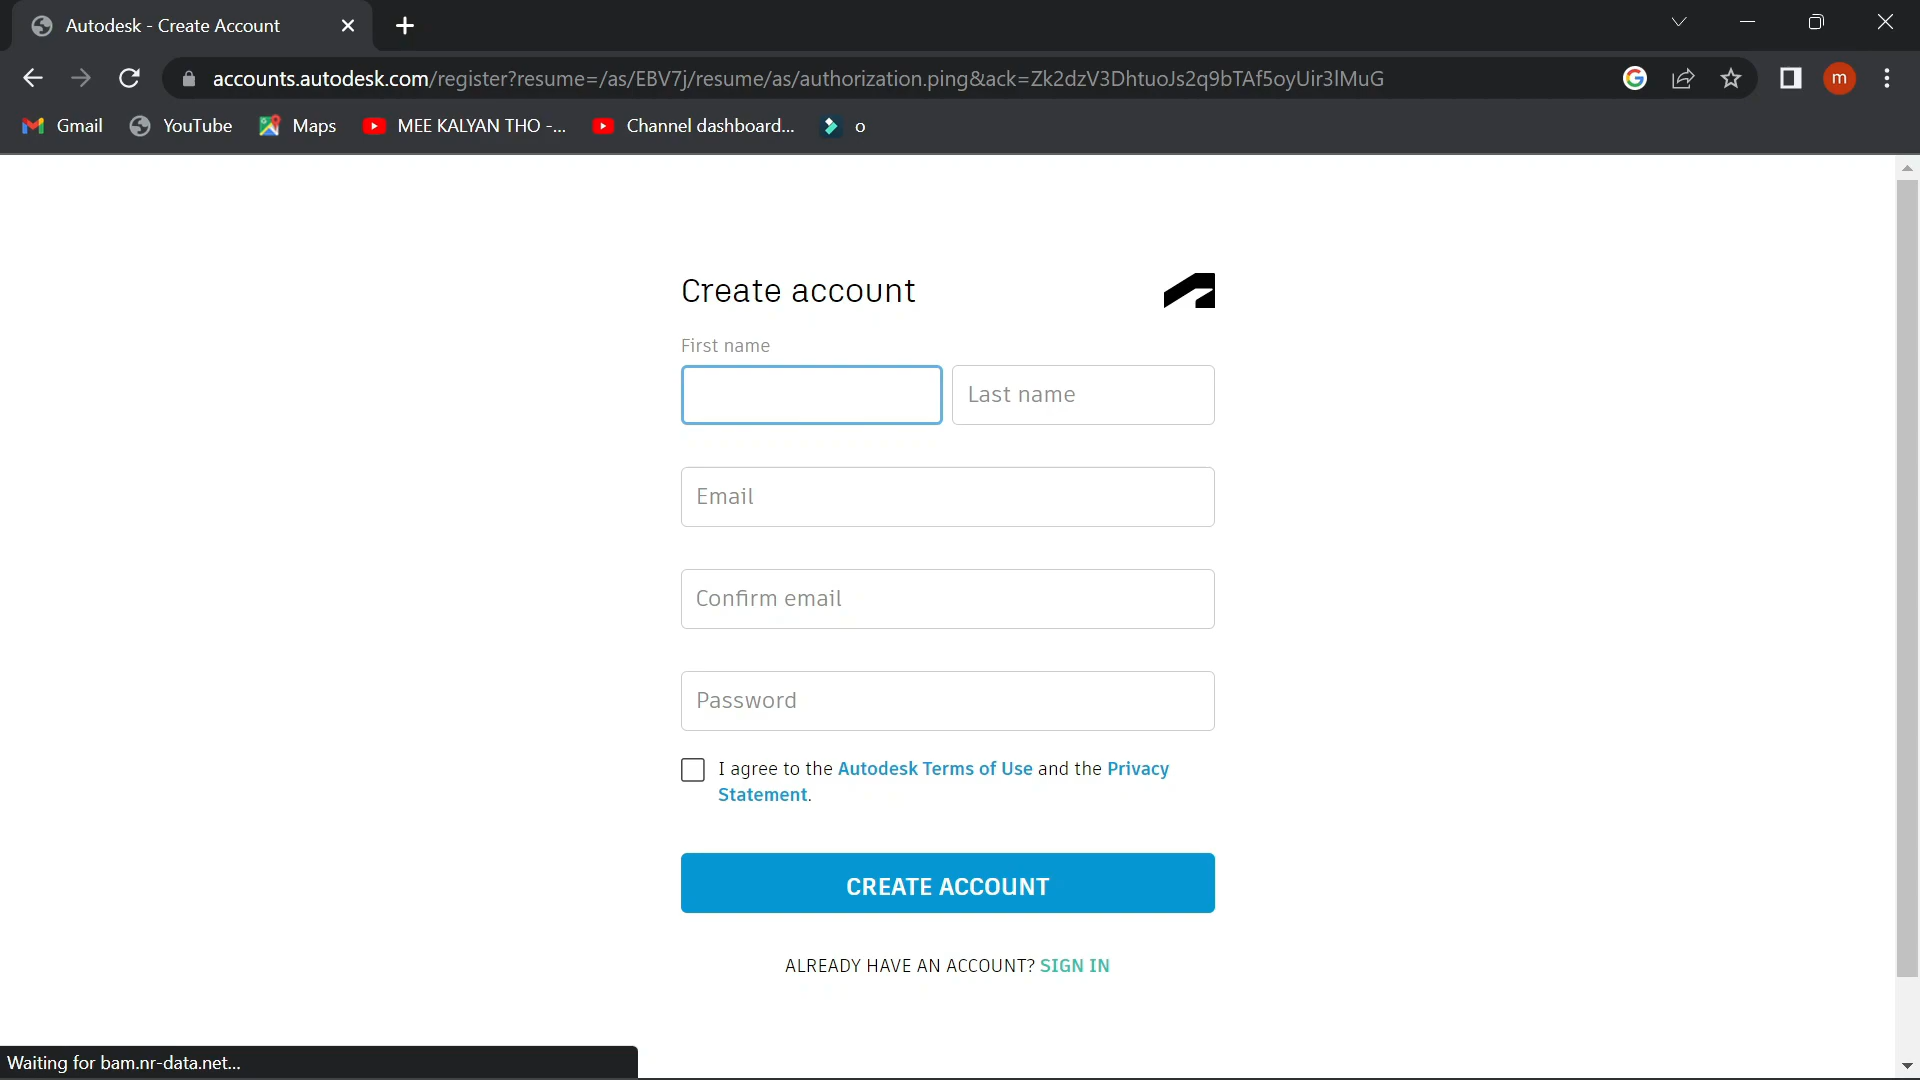 Autodesk - Create Account
accounts.autodesk.com/register?resume=/as/EBV7j/resume/as/authorization.ping&ack=Zk2dzV3DhtuoJs2q9bTAf5oyUir3lMuG
m
Gmail
YouTube
Maps
MEE KALYAN THO -...
Channel dashboard...
o
Create account
First name
Last name
Email
Confirm email
Password
I agree to the Autodesk Terms of Use and the Privacy
Statement.
CREATE ACCOUNT
ALREADY HAVE AN ACCOUNT? SIGN IN
Waiting for bam.nr-data.net...